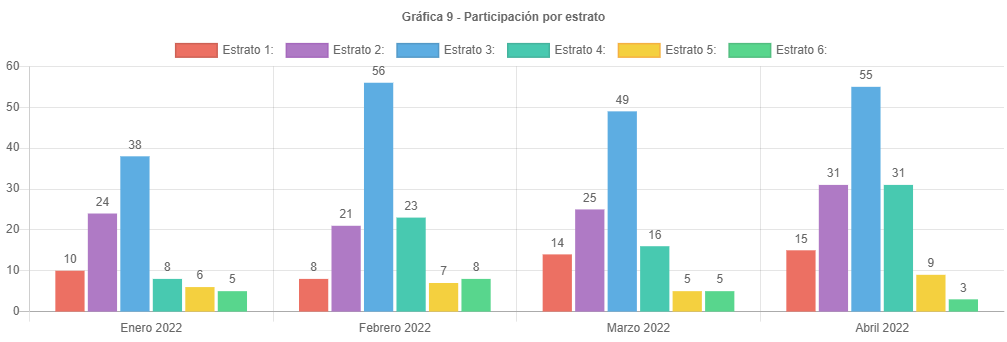 Gráfica 9 - Participación por estrato
Estrato 1: Estrato 2: Estrato 3: Estrato 4: Estrato 5: Estrato 6:
60
50
40
30
20
10
0
10 24 38 8 6 5
8 21 56 23 7 8
14 25 49 16 5 5
15 31 55 31 9 3
Enero 2022 Febrero 2022 Marzo 2022 Abril 2022